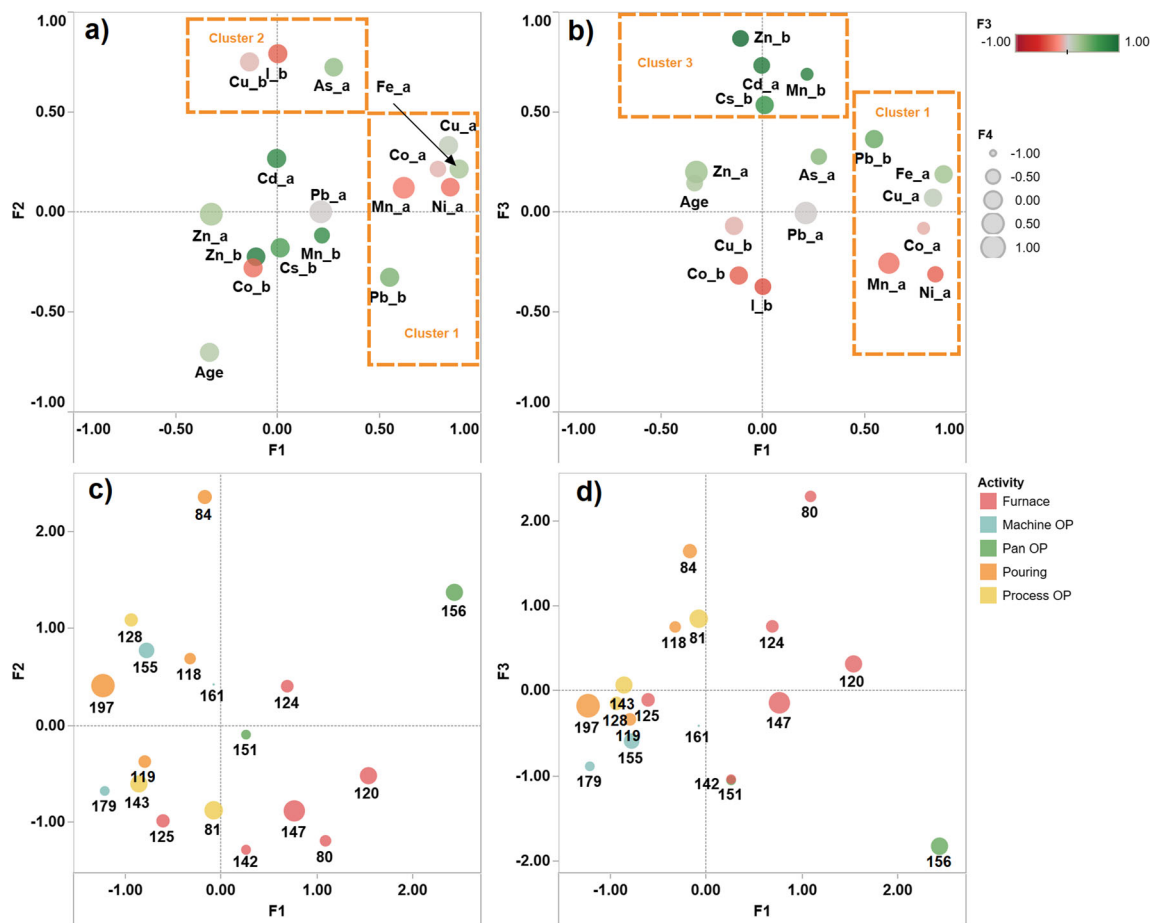 a)
1.00
0.50
0.00
-0.50
-1.00
F2
Cluster 2
Cu_b
I_b
As_a
Fe_a
Cu_a
Co_a
Cd_a
Pb_a
Mn_a
Ni_a
Zn_a
Zn_b
Mn_b
Cs_b
Co_b
Pb_b
Cluster 1
Age
-1.00
-0.50
0.00
0.50
1.00
F1
b)
1.00
0.50
0.00
-0.50
-1.00
F3
Cluster 3
Zn_b
Cd_a
Mn_b
Cs_b
Cluster 1
Pb_b
Zn_a
As_a
Fe_a
Age
Cu_a
Cu_b
Pb_a
Co_a
Co_b
Mn_a
I_b
Ni_a
-1.00
-0.50
0.00
0.50
1.00
F1
F3
-1.00
1.00
F4
-1.00
-0.50
0.00
0.50
1.00
c)
2.00
1.00
0.00
-1.00
F2
84
156
128
155
118
161
124
197
151
119
179
143
120
125
81
147
142
80
-1.00
0.00
1.00
2.00
F1
d)
2.00
1.00
0.00
-1.00
-2.00
F3
80
84
118
81
124
120
143
197
128
125
147
119
161
155
179
142
151
156
-1.00
0.00
1.00
2.00
F1
Activity
Furnace
Machine OP
Pan OP
Pouring
Process OP